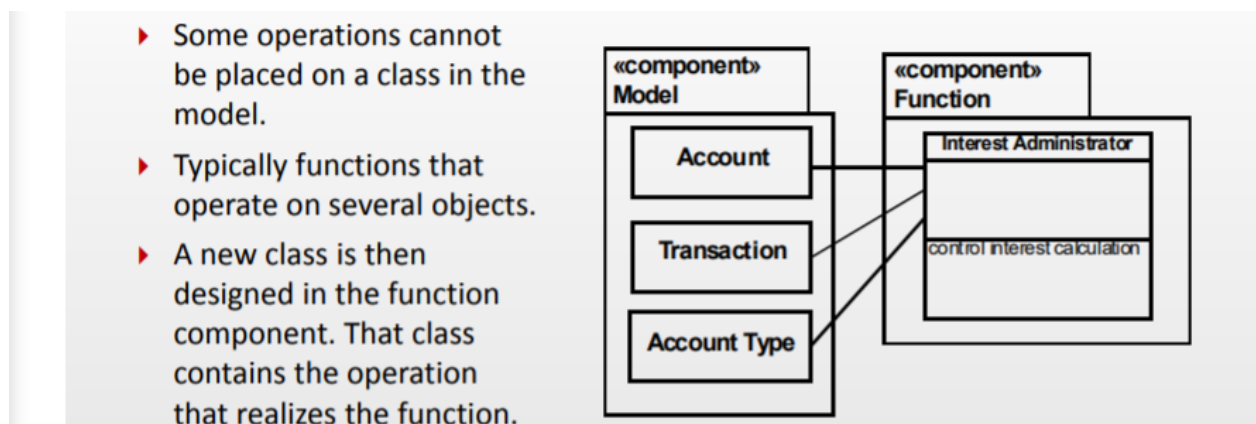 Some operations cannot
be placed on a class in the
model.
Typically functions that
operate on several objects.
A new class is then
designed in the function
component. That class
contains the operation
that realizes the function.
«component»
Model
Account
Transaction
Account Type
«component»
Function
Interest Administrator
control interest calculation